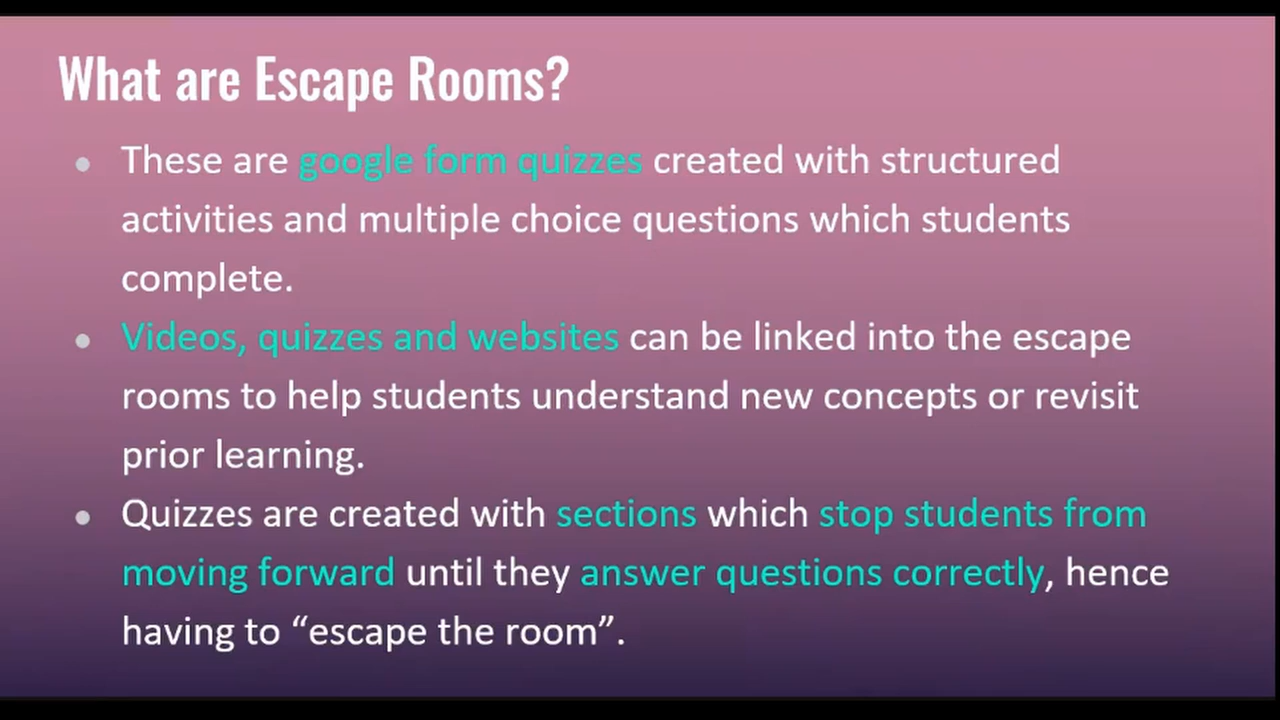 What are Escape Rooms?
• These are google form quizzes created with structured
activities and multiple choice questions which students
complete.
• Videos, quizzes and websites can be linked into the escape
rooms to help students understand new concepts or revisit
prior learning.
• Quizzes are created with sections which stop students from
moving forward until they answer questions correctly, hence
having to “escape the room”.